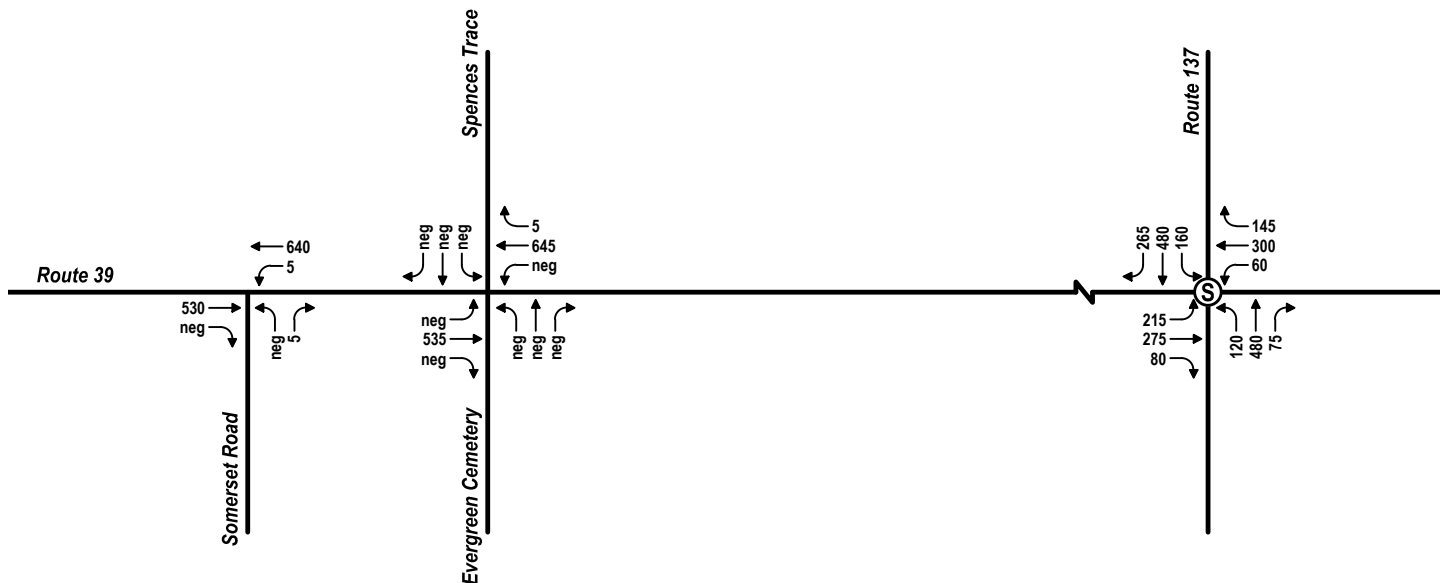 Spences Trace
Route 137
neg
neg
neg
5
645
neg
265
480
160
145
300
60
640
5
Route 39
S
530
neg
neg
5
neg
535
neg
neg
neg
neg
215
275
80
120
480
75
Somerset Road
Evergreen Cemetery